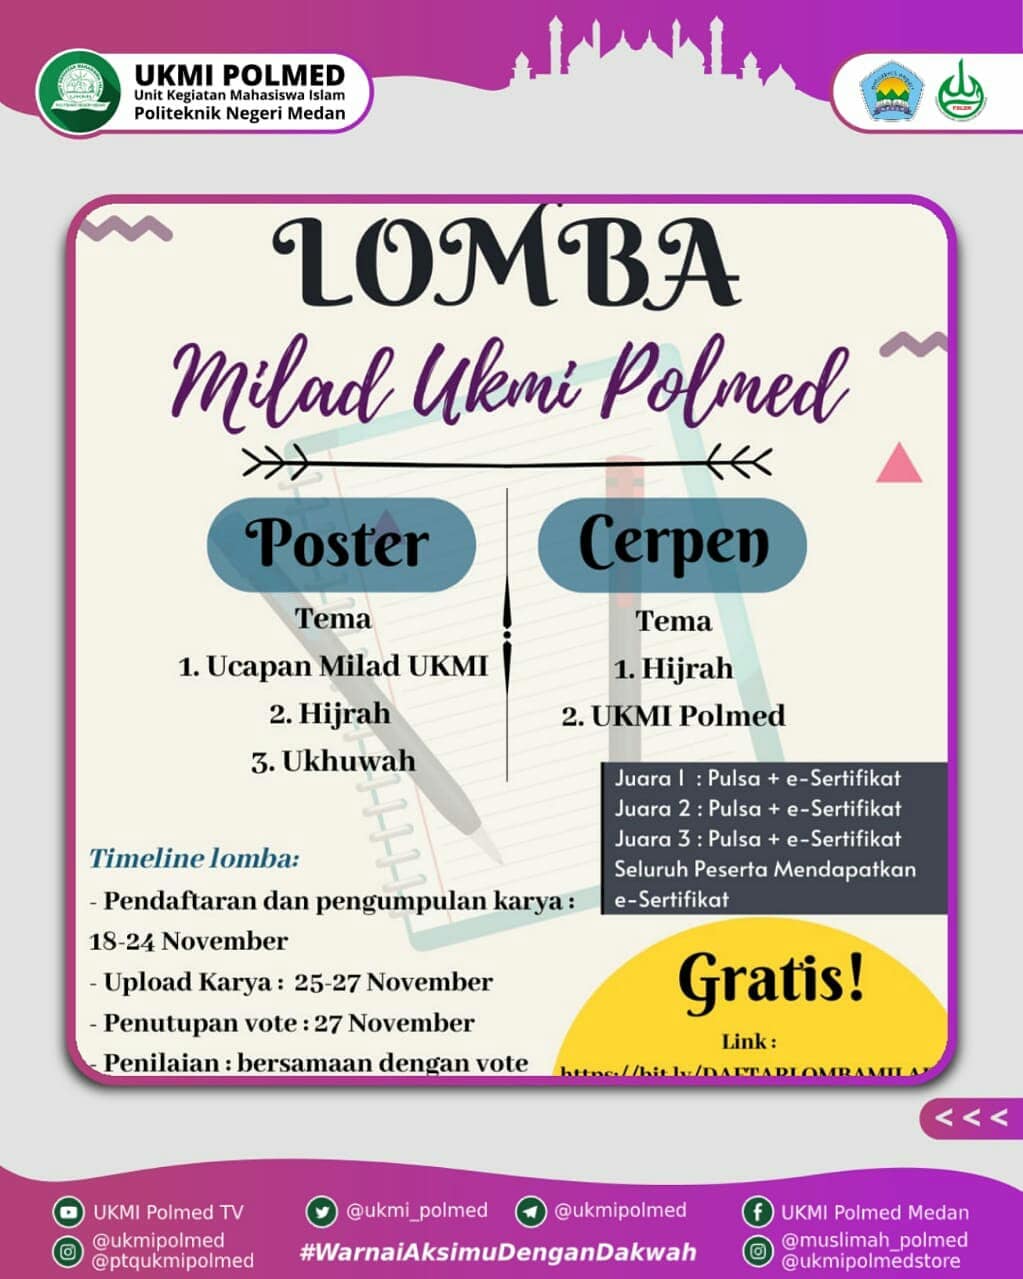 UKMI POLMED
Unit Kegiatan Mahasiswa Islam
Politeknik Negeri Medan
LOMBA
Milad Ukmi Polmed
Poster
Tema
1. Ucapan Milad UKMI
2. Hijrah
3. Ukhuwah
Cerpen
Tema
1. Hijrah
2. UKMI Polmed
Juara 1 : Pulsa + e-Sertifikat
Juara 2 : Pulsa + e-Sertifikat
Juara 3 : Pulsa + e-Sertifikat
Seluruh Peserta Mendapatkan
e-Sertifikat
Timeline lomba:
- Pendaftaran dan pengumpulan karya :
18-24 November
- Upload Karya : 25-27 November
- Penutupan vote : 27 November
- Penilaian : bersamaan dengan vote
Gratis!
Link :
<<<
UKMI Polmed TV
@ukmipolmed
@ptqukmipolmed
@ukmi_polmed
@ukmipolmed
#WarnaiAksimuDenganDakwah
UKMI Polmed Medan
@muslimah_polmed
@ukmipolmedstore